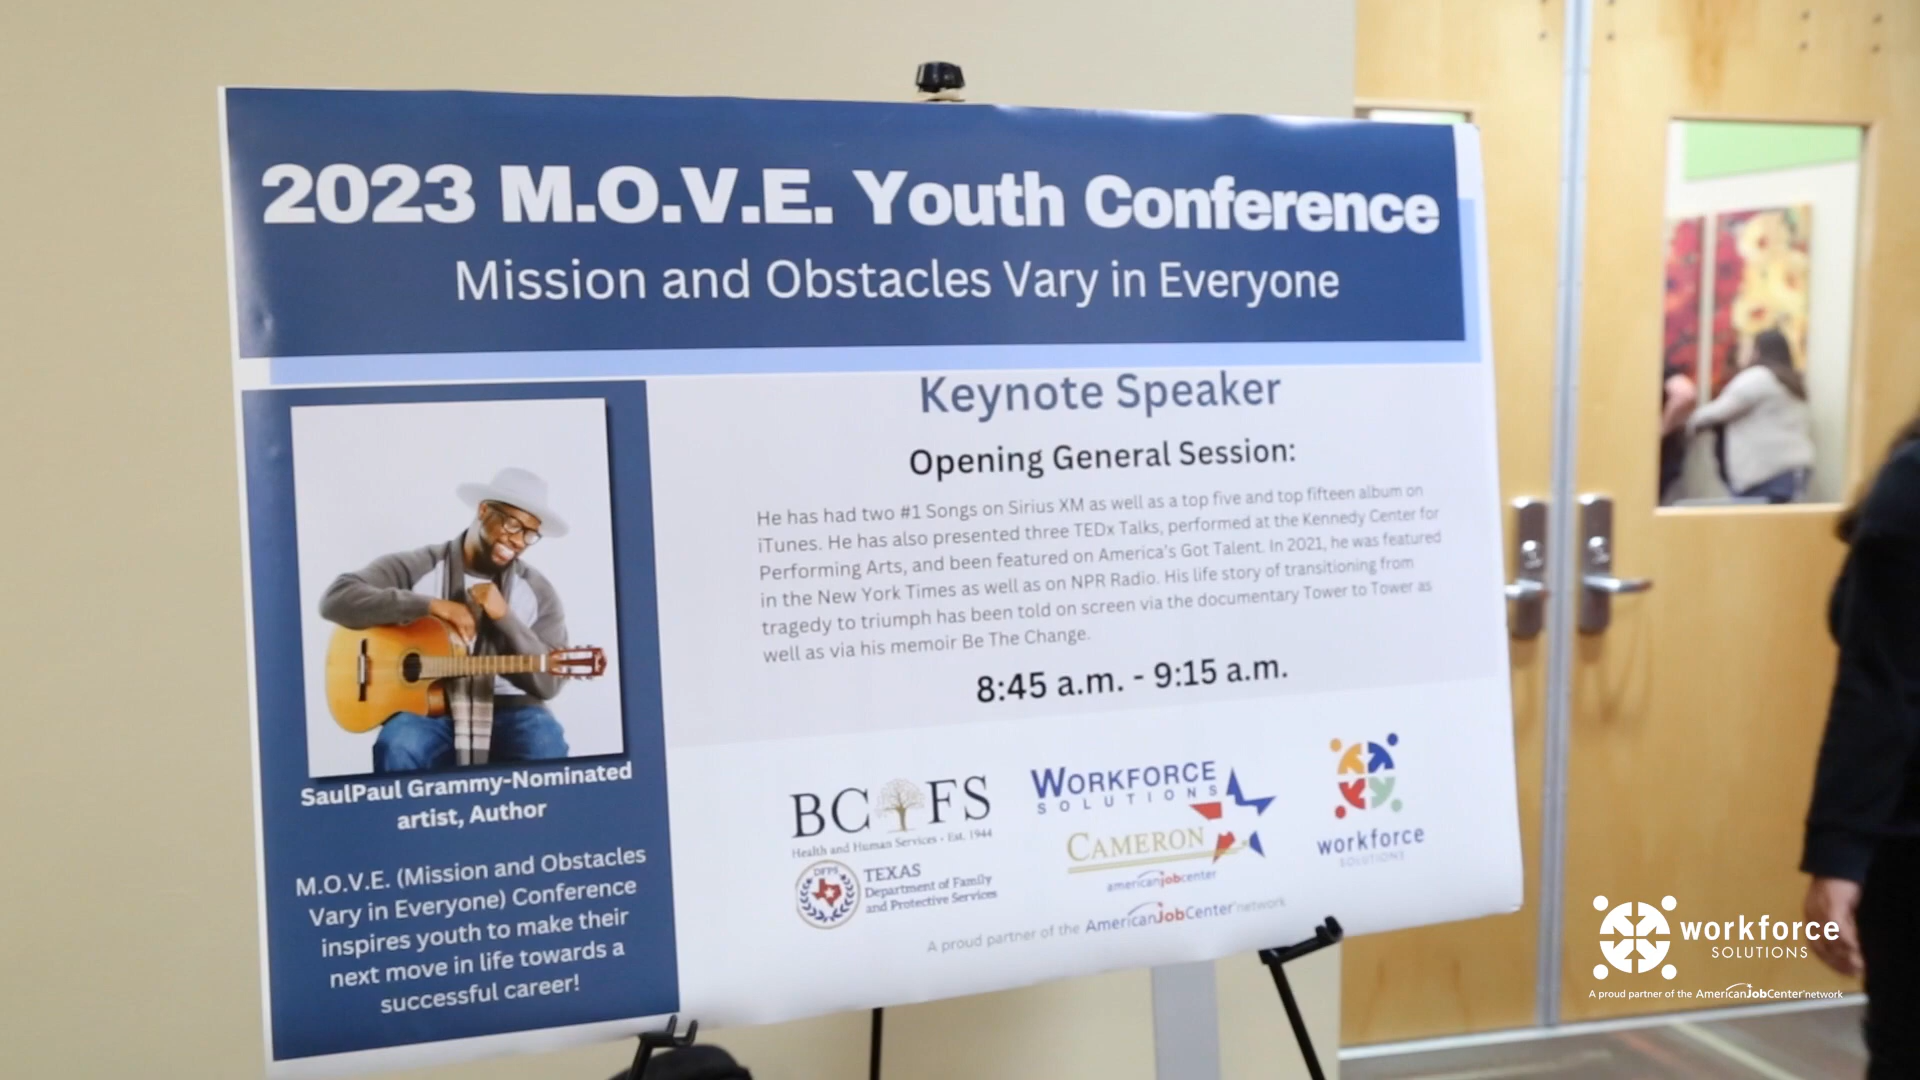 2023 M.O.V.E. Youth Conference
Mission and Obstacles Vary in Everyone
Keynote Speaker
Opening General Session:
He has had two #1 Songs on Sirius XM as well as a top five and top fifteen album on
iTunes. He has also presented three TEDx Talks, performed at the Kennedy Center for
Performing Arts, and been featured on America's Got Talent. In 2021, he was featured
in the New York Times as well as on NPR Radio. His life story of transitioning from
tragedy to triumph has been told on screen via the documentary Tower to Tower as
well as via his memoir Be The Change.
8:45 a.m. - 9:15 a.m.
SaulPaul Grammy-Nominated
artist, Author
M.O.V.E. (Mission and Obstacles
Vary in Everyone) Conference
inspires youth to make their
next move in life towards a
successful career!
BCFS
Health and Human Services - Est. 1944
DFPS
TEXAS
Department of Family
and Protective Services
WORKFORCE
SOLUTIONS
CAMERON
americanjobcenter
workforce
SOLUTIONS
A proud partner of the AmericanJobCenter network
workforce
SOLUTIONS
A proud partner of the AmericanJobCenter network